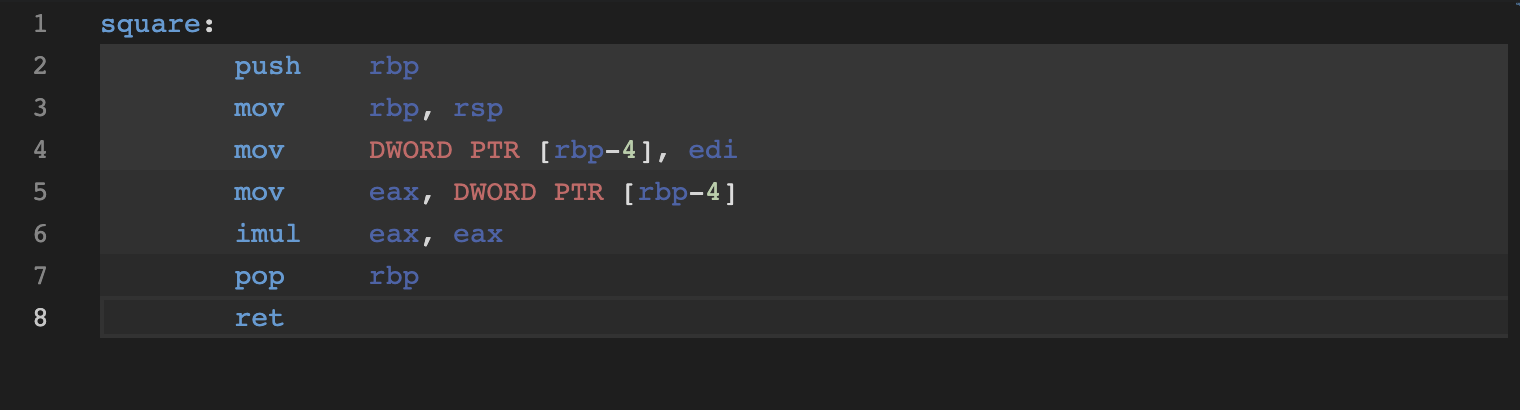 1 square:
2 push rbp
3 mov rbp, rsp
4 mov DWORD PTR [rbp-4], edi
5 mov eax, DWORD PTR [rbp-4]
6 imul eax, eax
7 pop rbp
8 ret